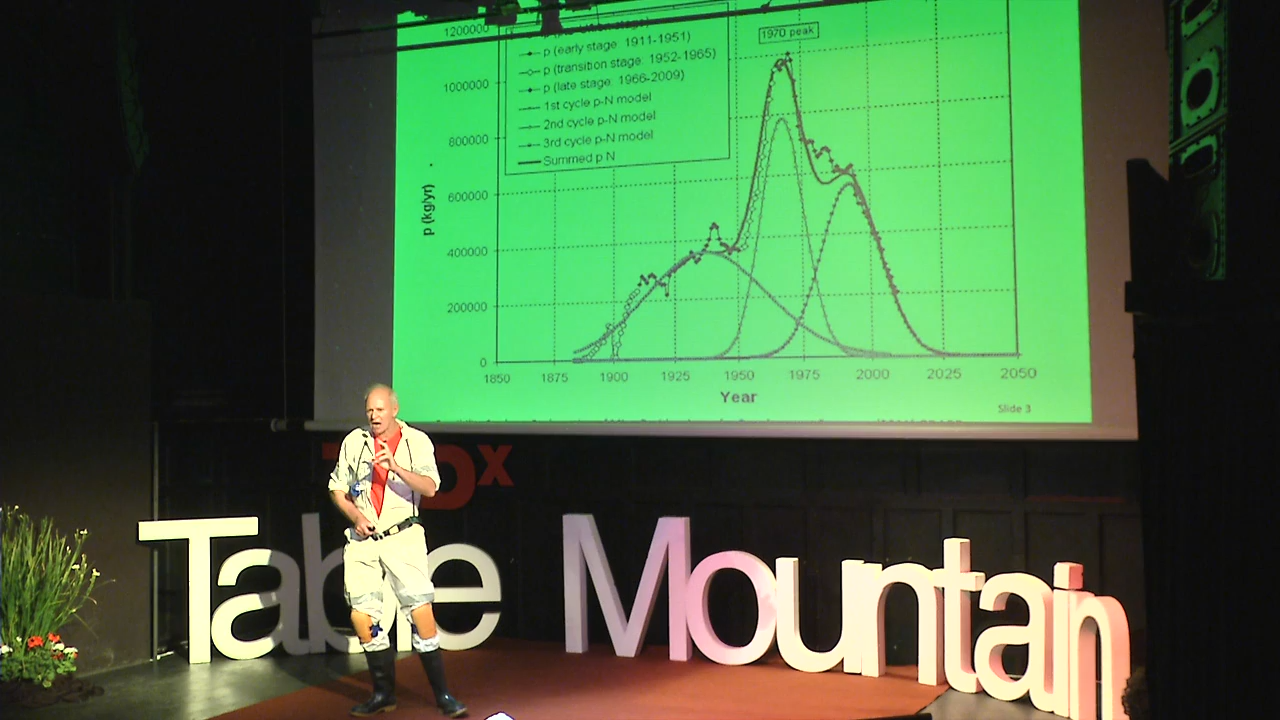 1200000
p (early stage: 1911-1951)
p (transition stage: 1952-1965)
p (late stage: 1966-2009)
1st cycle p-N model
2nd cycle p-N model
3rd cycle p-N model
Summed p N
1970 peak
1000000
800000
600000
400000
200000
0
p (kg/yr)
1850 1875 1900 1925 1950 1975 2000 2025 2050
Year
Slide 3
x
Table Mountain